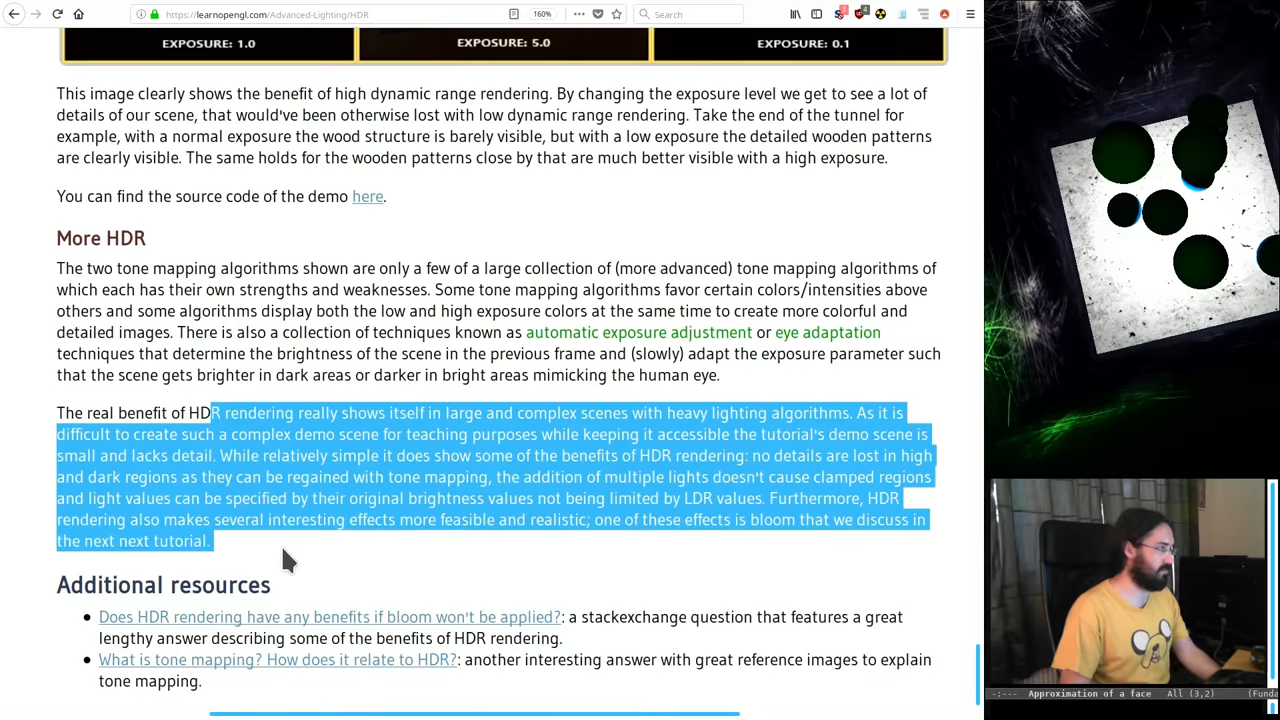 https://learnopengl.com/Advanced-Lighting/HDR
160%
Search
3
4
EXPOSURE: 1.0
EXPOSURE: 5.0
EXPOSURE: 0.1
This image clearly shows the benefit of high dynamic range rendering. By changing the exposure level we get to see a lot of
details of our scene, that would've been otherwise lost with low dynamic range rendering. Take the end of the tunnel for
example, with a normal exposure the wood structure is barely visible, but with a low exposure the detailed wooden patterns
are clearly visible. The same holds for the wooden patterns close by that are much better visible with a high exposure.
You can find the source code of the demo here.
More HDR
The two tone mapping algorithms shown are only a few of a large collection of (more advanced) tone mapping algorithms of
which each has their own strengths and weaknesses. Some tone mapping algorithms favor certain colors/intensities above
others and some algorithms display both the low and high exposure colors at the same time to create more colorful and
detailed images. There is also a collection of techniques known as automatic exposure adjustment or eye adaptation
techniques that determine the brightness of the scene in the previous frame and (slowly) adapt the exposure parameter such
that the scene gets brighter in dark areas or darker in bright areas mimicking the human eye.
The real benefit of HDR rendering really shows itself in large and complex scenes with heavy lighting algorithms. As it is
difficult to create such a complex demo scene for teaching purposes while keeping it accessible the tutorial's demo scene is
small and lacks detail. While relatively simple it does show some of the benefits of HDR rendering: no details are lost in high
and dark regions as they can be regained with tone mapping, the addition of multiple lights doesn't cause clamped regions
and light values can be specified by their original brightness values not being limited by LDR values. Furthermore, HDR
rendering also makes several interesting effects more feasible and realistic; one of these effects is bloom that we discuss in
the next next tutorial.
Additional resources
Does HDR rendering have any benefits if bloom won't be applied?: a stackexchange question that features a great
lengthy answer describing some of the benefits of HDR rendering.
What is tone mapping? How does it relate to HDR?: another interesting answer with great reference images to explain
tone mapping.
-:--- Approximation of a face All (3,2) (Funda